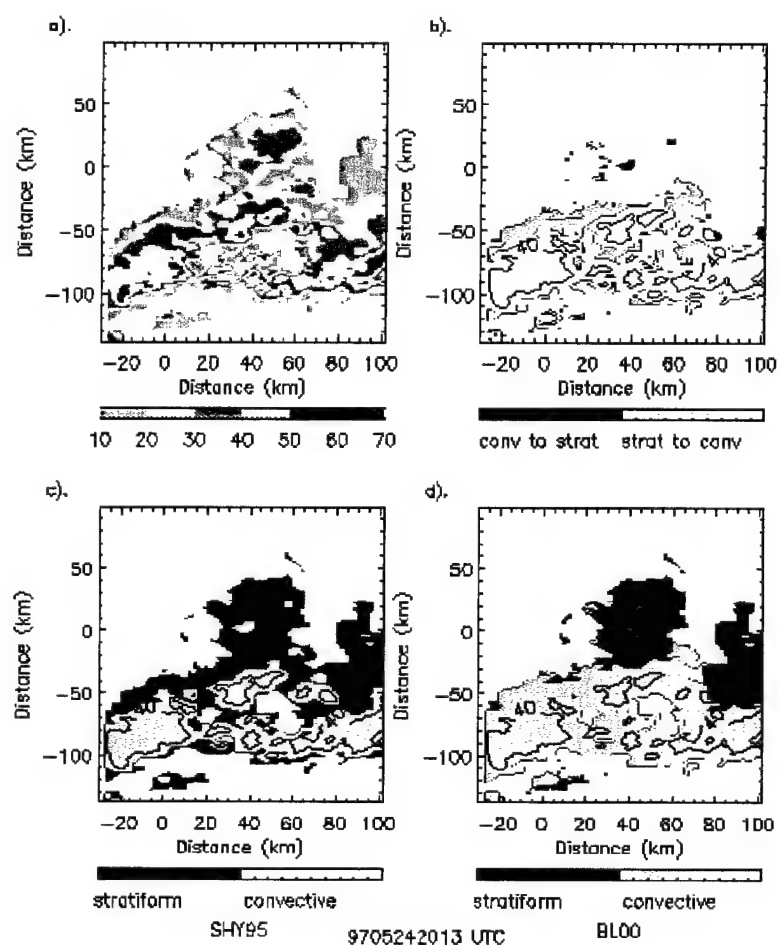 a). b).
50 50
0 0
−50 −50
−100 −100
Distance (km) Distance (km)
40 40
−20 0 20 40 60 80 100 −20 0 20 40 60 80 100
Distance (km) Distance (km)
10 20 30 40 50 60 70 conv to strat strat to conv
c). d).
50 50
0 0
−50 −50
−100 −100
Distance (km) Distance (km)
40 40 40 40
−20 0 20 40 60 80 100 −20 0 20 40 60 80 100
Distance (km) Distance (km)
stratiform convective stratiform convective
SHY95 9705242013 UTC BL00